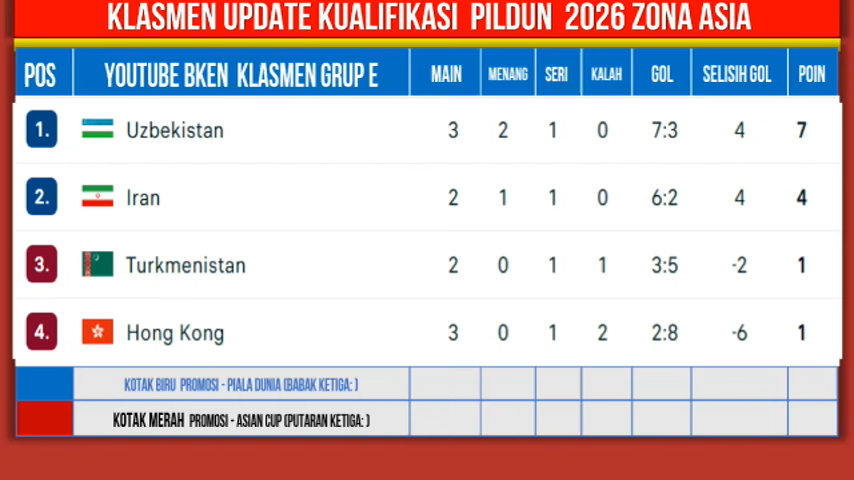 KLASMEN UPDATE KUALIFIKASI PILDUN 2026 ZONA ASIA
POS YOUTUBE BKEN KLASMEN GRUP E MAIN MENANG SERI KALAH GOL SELISIH GOL POIN
1. Uzbekistan 3 2 1 0 7:3 4 7
2. Iran 2 1 1 0 6:2 4 4
3. Turkmenistan 2 0 1 1 3:5 -2 1
4. Hong Kong 3 0 1 2 2:8 -6 1
KOTAK BIRU PROMOSI - PIALA DUNIA (BABAK KETIGA: )
KOTAK MERAH PROMOSI - ASIAN CUP (PUTARAN KETIGA: )